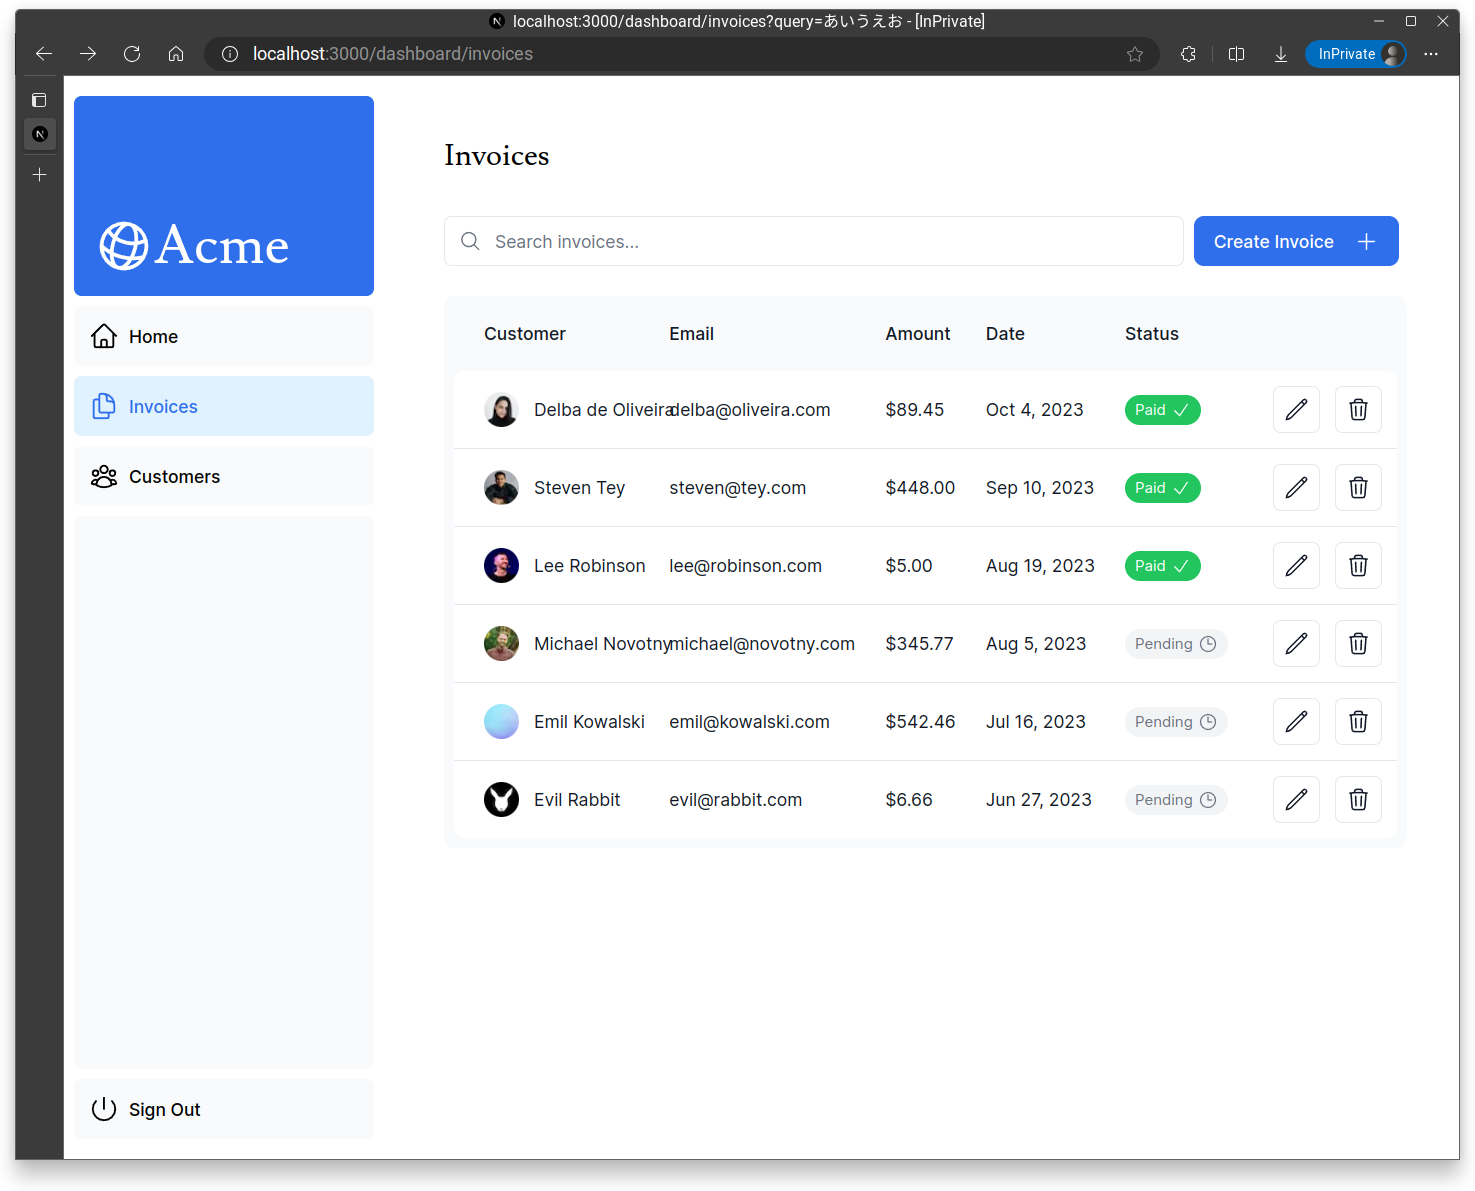 localhost:3000/dashboard/invoices?query=あいうえお - [InPrivate]
localhost:3000/dashboard/invoices
InPrivate
Acme
Home
Invoices
Customers
Sign Out
Invoices
Search invoices...
Create Invoice
Customer Email Amount Date Status
Delba de Oliveira delba@oliveira.com $89.45 Oct 4, 2023 Paid
Steven Tey steven@tey.com $448.00 Sep 10, 2023 Paid
Lee Robinson lee@robinson.com $5.00 Aug 19, 2023 Paid
Michael Novotny michael@novotny.com $345.77 Aug 5, 2023 Pending
Emil Kowalski emil@kowalski.com $542.46 Jul 16, 2023 Pending
Evil Rabbit evil@rabbit.com $6.66 Jun 27, 2023 Pending